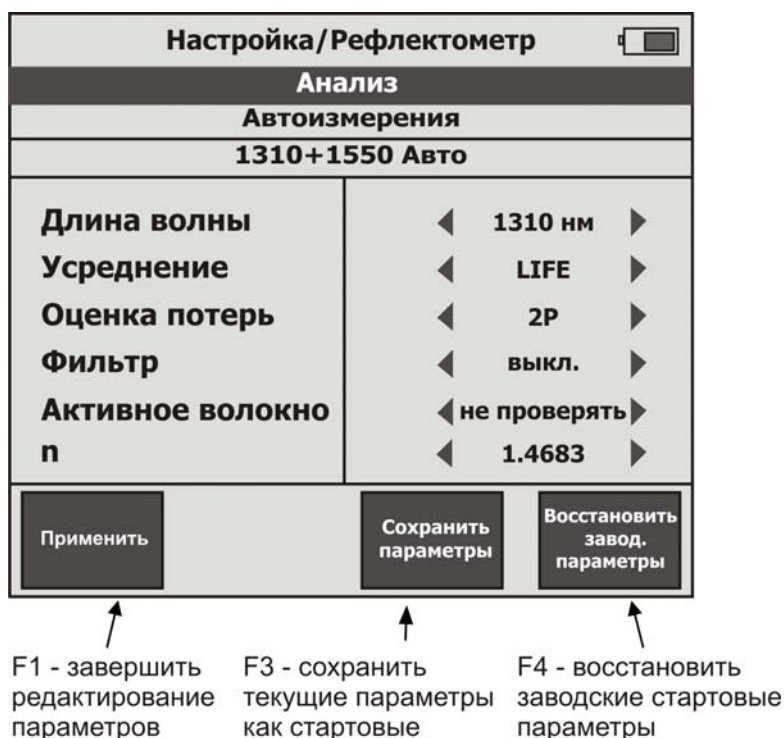 Настройка/Рефлектометр
Анализ
Автоизмерения
1310+1550 Авто
Длина волны 1310 нм
Усреднение LIFE
Оценка потерь 2P
Фильтр выкл.
Активное волокно не проверять
n 1.4683
Применить
Сохранить
параметры
Восстановить
завод.
параметры
F1 - завершить
редактирование
параметров
F3 - сохранить
текущие параметры
как стартовые
F4 - восстановить
заводские стартовые
параметры